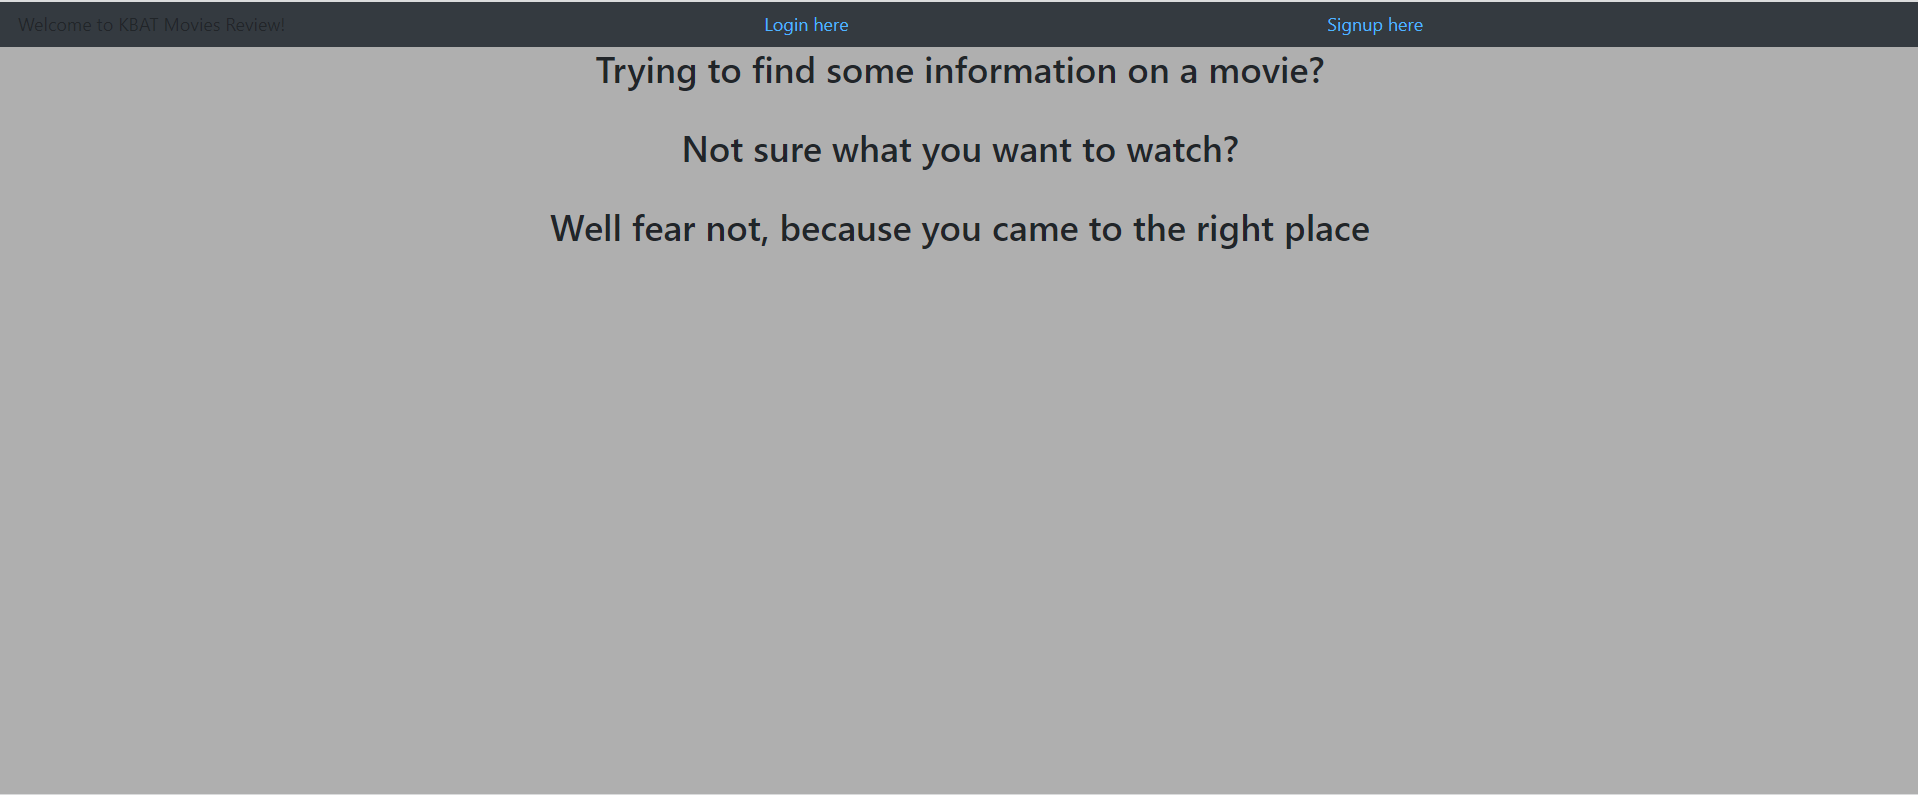 Welcome to KBAT Movies Review! Login here Signup here
Trying to find some information on a movie?
Not sure what you want to watch?
Well fear not, because you came to the right place